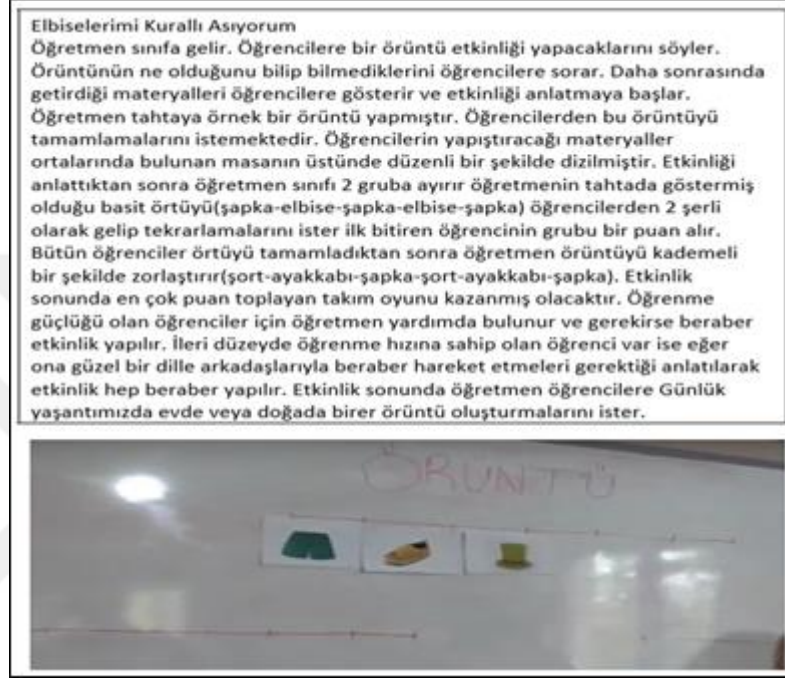 Elbiselerimi Kurallı Asıyorum
Öğretmen sınıfa gelir. Öğrencilere bir örüntü etkinliği yapacaklarını söyler.
Örüntünün ne olduğunu bilip bilmediklerini öğrencilere sorar. Daha sonrasında
getirdiği materyalleri öğrencilere gösterir ve etkinliği anlatmaya başlar.
Öğretmen tahtaya örnek bir örüntü yapmıştır. Öğrencilerden bu örüntüyü
tamamlamalarını istemektedir. Öğrencilerin yapıştıracağı materyaller
ortalarında bulunan masanın üstünde düzenli bir şekilde dizilmiştir. Etkinliği
anlattıktan sonra öğretmen sınıfı 2 gruba ayırır öğretmenin tahtada göstermiş
olduğu basit örtüyü(şapka-elbise-şapka-elbise-şapka) öğrencilerden 2 şerli
olarak gelip tekrarlamalarını ister ilk bitiren öğrencinin grubu bir puan alır.
Bütün öğrenciler örtüyü tamamladıktan sonra öğretmen örüntüyü kademeli
bir şekilde zorlaştırır(şort-ayakkabı-şapka-şort-ayakkabı-şapka). Etkinlik
sonunda en çok puan toplayan takım oyunu kazanmış olacaktır. Öğrenme
güçlüğü olan öğrenciler için öğretmen yardımda bulunur ve gerekirse beraber
etkinlik yapılır. İleri düzeyde öğrenme hızına sahip olan öğrenci var ise eğer
ona güzel bir dille arkadaşlarıyla beraber hareket etmeleri gerektiği anlatılarak
etkinlik hep beraber yapılır. Etkinlik sonunda öğretmen öğrencilere Günlük
yaşantımızda evde veya doğada birer örüntü oluşturmalarını ister.
ÖRÜNTÜ